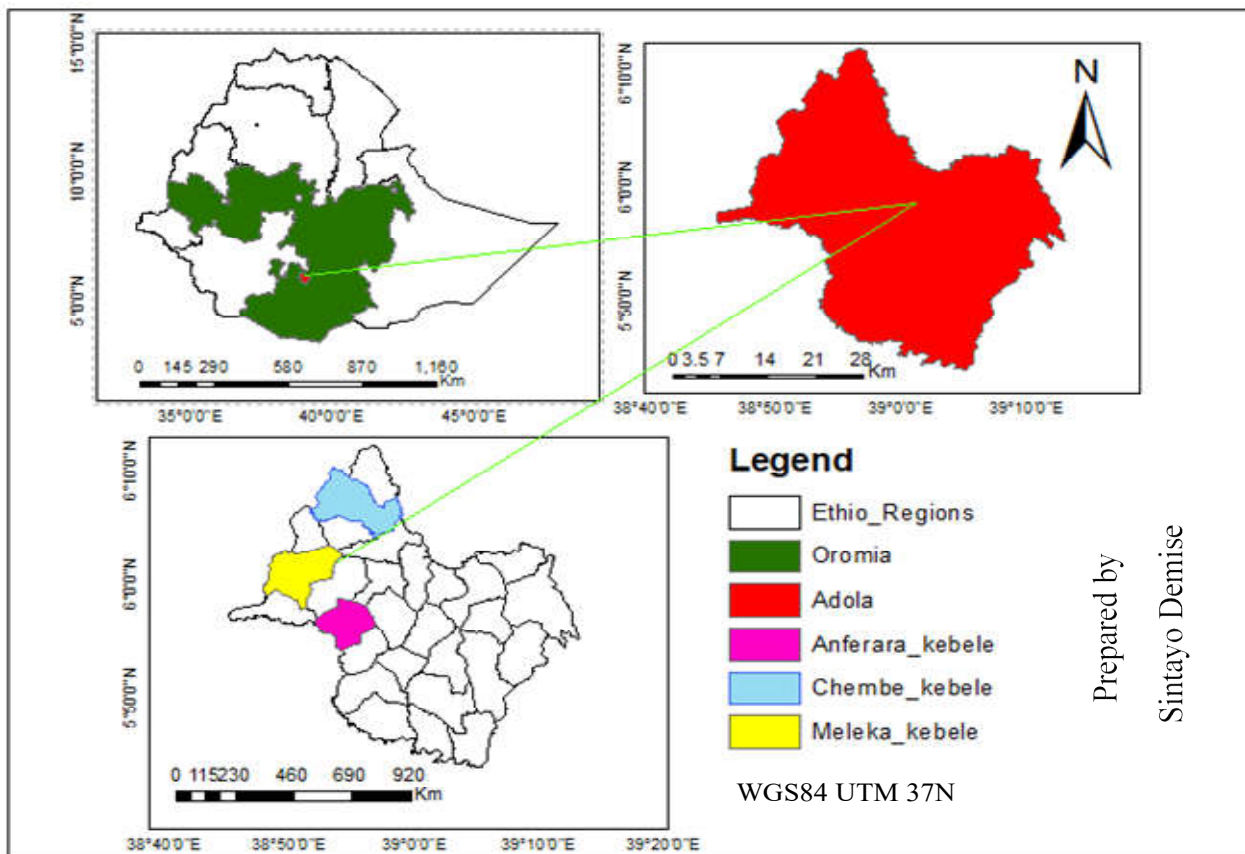 15°0'0"N
10°0'0"N
5°0'0"N
0 145 290 580 870 1,160
Km
35°0'0"E 40°0'0"E 45°0'0"E
6°10'0"N
6°0'0"N
5°50'0"N
N
0 3.5 7 14 21 28
Km
38°40'0"E 38°50'0"E 39°0'0"E 39°10'0"E
6°10'0"N
6°0'0"N
5°50'0"N
0 115 230 460 690 920
Km
38°40'0"E 38°50'0"E 39°0'0"E 39°10'0"E 39°20'0"E
Legend
Ethio_Regions
Oromia
Adola
Anferara_kebele
Chembe_kebele
Meleka_kebele
WGS84 UTM 37N
Prepared by
Sintayo Demise